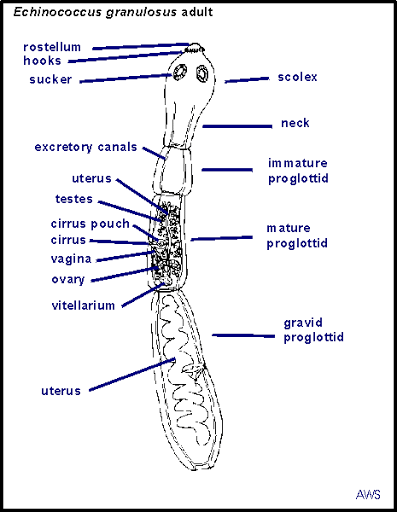 Echinococcus granulosus adult
rostellum
hooks
sucker
scolex
neck
excretory canals
immature
proglottid
uterus
testes
cirrus pouch
cirrus
vagina
ovary
vitellarium
mature
proglottid
gravid
proglottid
uterus
AWS